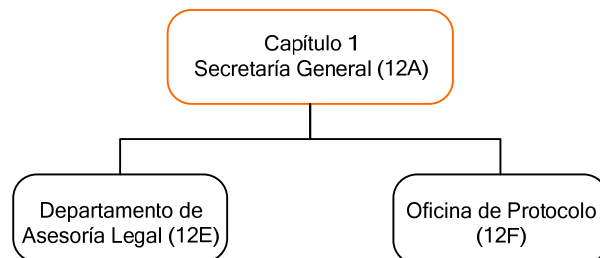 Capítulo 1
Secretaría General (12A)
Departamento de
Asesoría Legal (12E)
Oficina de Protocolo
(12F)